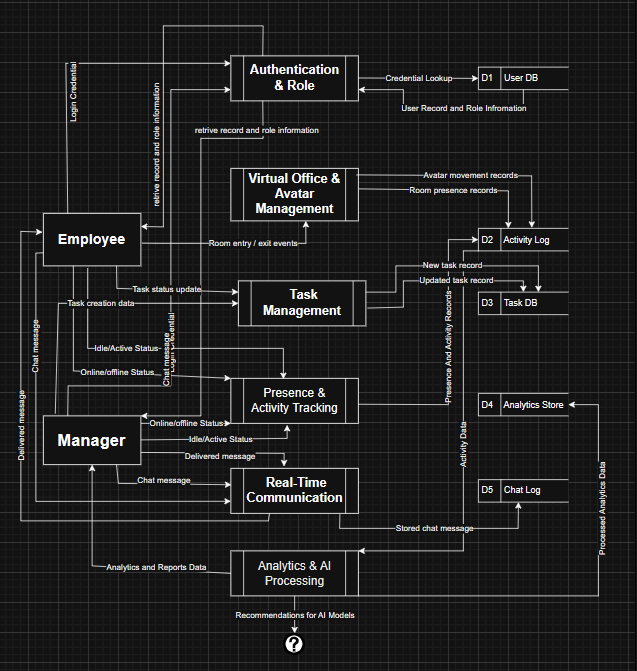 Authentication
& Role
Credential Lookup
D1
User DB
User Record and Role Infromation
Login Credential
retrive record and role information
retrive record and role information
Virtual Office &
Avatar
Management
Avatar movement records
Room presence records
Employee
Room entry / exit events
D2
Activity Log
Task status update
New task record
Updated task record
Task creation data
Task
Management
D3
Task DB
Chat message
Idle/Active Status
Chat message
Online/offline Status
Presence And Activity Records
Presence &
Activity Tracking
D4
Analytics Store
Delivered message
Manager
Online/offline Status
Idle/Active Status
Activity Data
Delivered message
Chat message
Real-Time
Communication
D5
Chat Log
Stored chat message
Processed Analytics Data
Analytics and Reports Data
Analytics & AI
Processing
Recommendations for AI Models
?